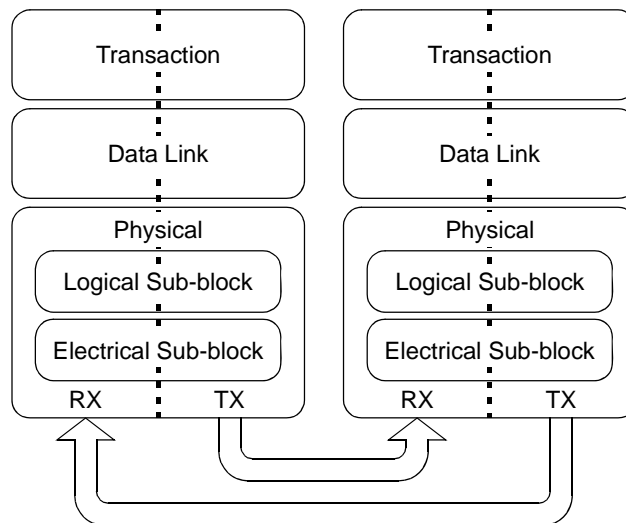 Transaction
Transaction
Data Link
Data Link
Physical
Physical
Logical Sub-block
Logical Sub-block
Electrical Sub-block
Electrical Sub-block
RX TX RX TX